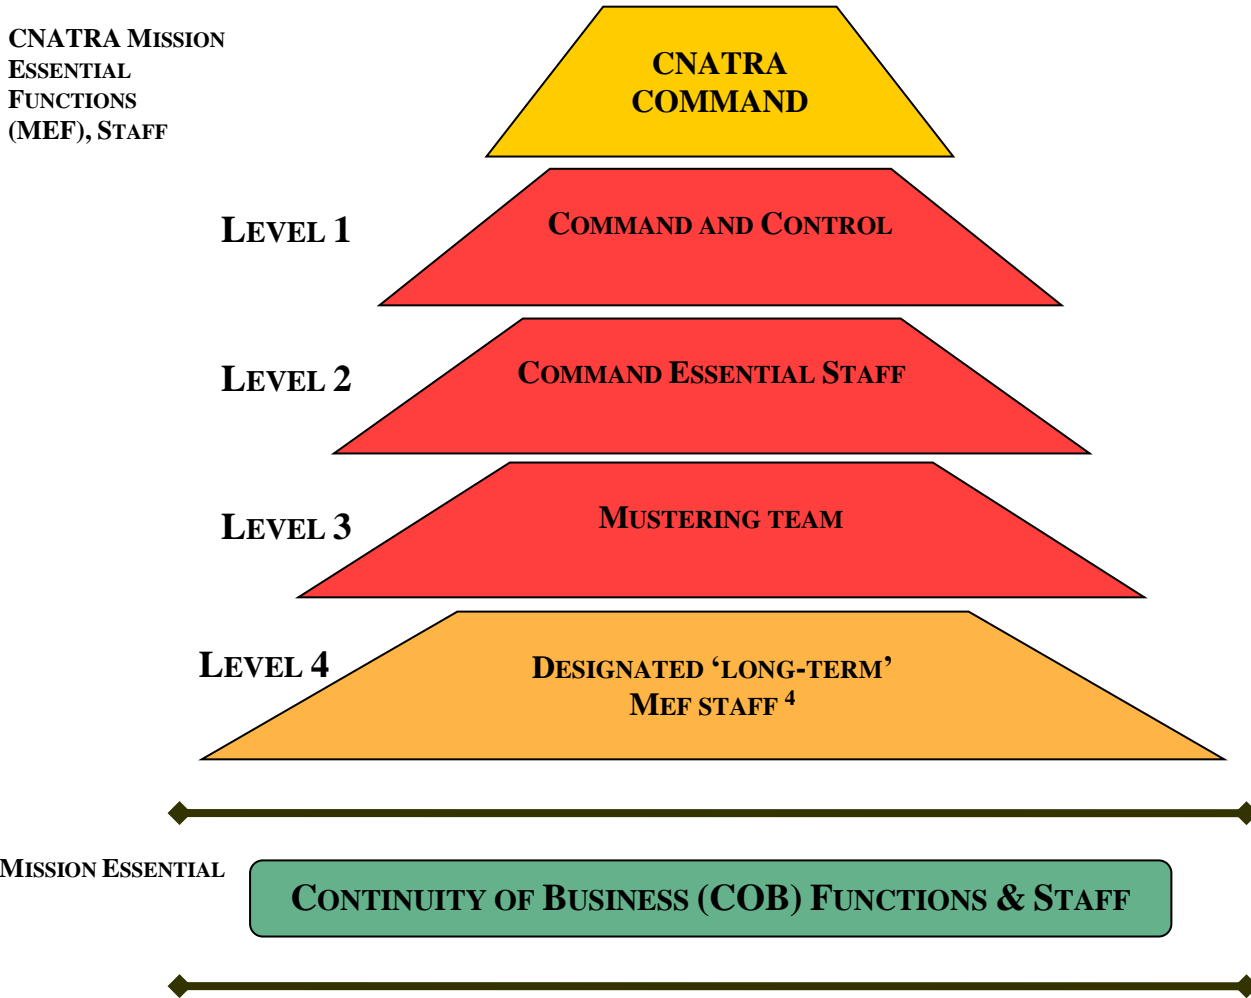 CNATRA MISSION
ESSENTIAL
FUNCTIONS
(MEF), STAFF
CNATRA
COMMAND
LEVEL 1
COMMAND AND CONTROL
LEVEL 2
COMMAND ESSENTIAL STAFF
LEVEL 3
MUSTERING TEAM
LEVEL 4
DESIGNATED ‘LONG-TERM’
MEF STAFF 4
MISSION ESSENTIAL
CONTINUITY OF BUSINESS (COB) FUNCTIONS & STAFF